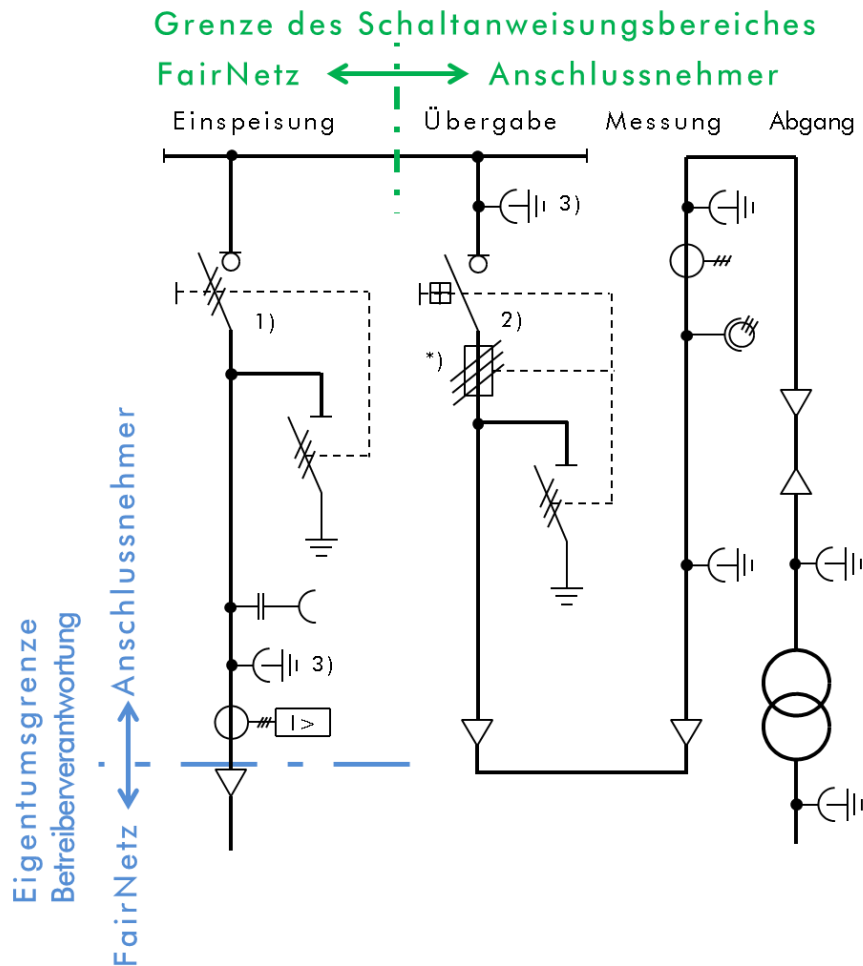 Grenze des Schaltanweisungsbereiches
FairNetz Anschlussnehmer
Einspeisung Übergabe Messung Abgang
3)
1)
2)
*)
3)
I >
Eigentumsgrenze
Betreiberverantwortung
FairNetz Anschlussnehmer